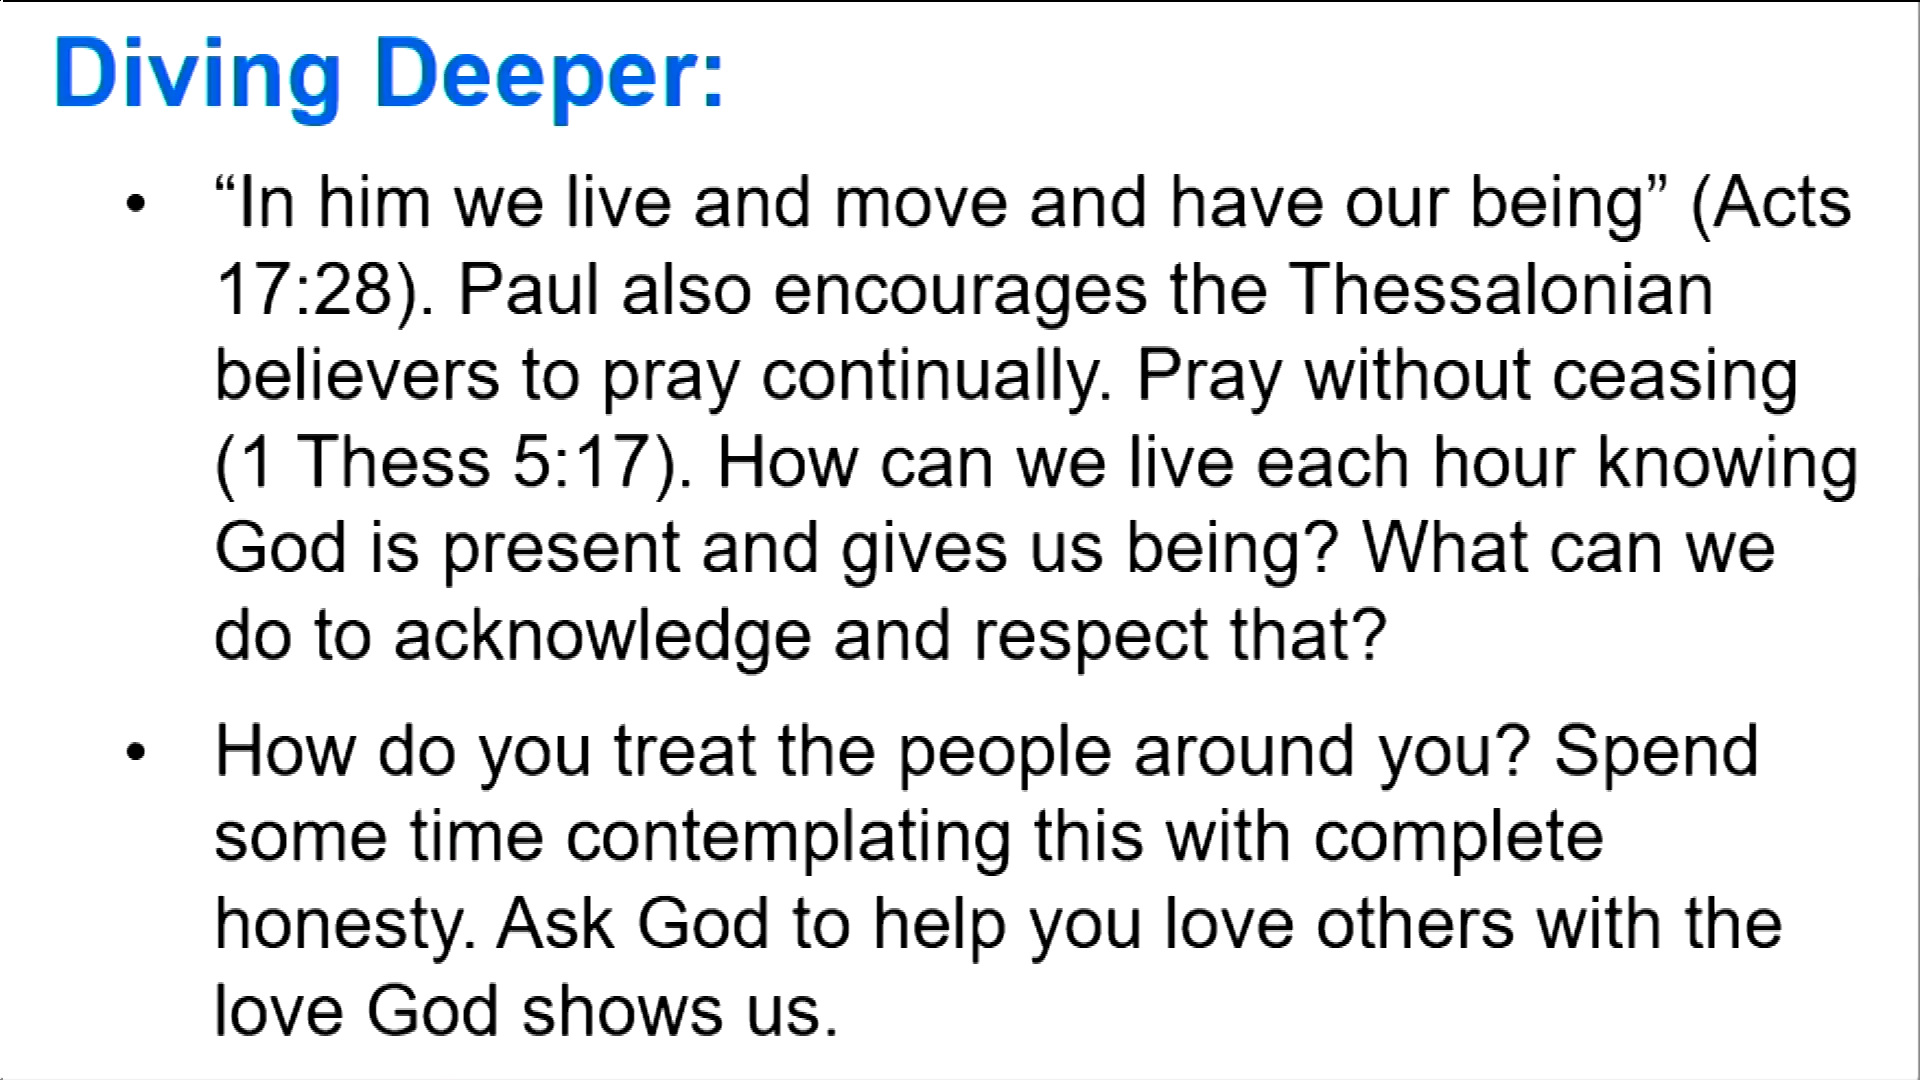 Diving Deeper:
• “In him we live and move and have our being” (Acts
17:28). Paul also encourages the Thessalonian
believers to pray continually. Pray without ceasing
(1 Thess 5:17). How can we live each hour knowing
God is present and gives us being? What can we
do to acknowledge and respect that?
• How do you treat the people around you? Spend
some time contemplating this with complete
honesty. Ask God to help you love others with the
love God shows us.